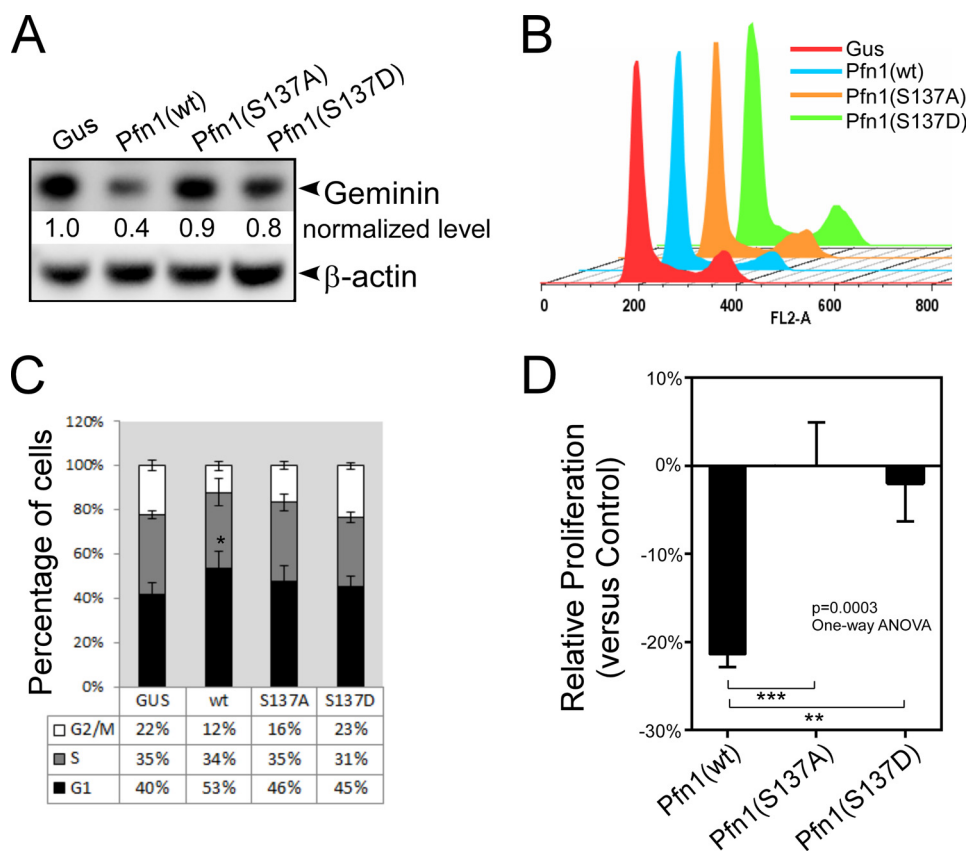 A
Gus
Pfn1(wt)
Pfn1(S137A)
Pfn1(S137D)
Geminin
1.0 0.4 0.9 0.8 normalized level
β-actin
B
Gus
Pfn1(wt)
Pfn1(S137A)
Pfn1(S137D)
0 200 400 600 800
FL2-A
C
Percentage of cells
120%
100%
80%
60%
40%
20%
0%
*
GUS wt S137A S137D
G2/M 22% 12% 16% 23%
S 35% 34% 35% 31%
G1 40% 53% 46% 45%
D
Relative Proliferation
(versus Control)
10%
0%
-10%
-20%
-30%
p=0.0003
One-way ANOVA
***
**
Pfn1(wt)
Pfn1(S137A)
Pfn1(S137D)